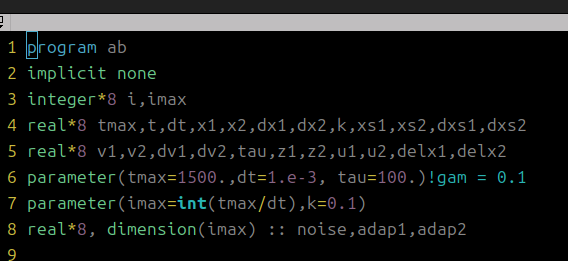 1 program ab
2 implicit none
3 integer*8 i,imax
4 real*8 tmax,t,dt,x1,x2,dx1,dx2,k,xs1,xs2,dxs1,dxs2
5 real*8 v1,v2,dv1,dv2,tau,z1,z2,u1,u2,delx1,delx2
6 parameter(tmax=1500.,dt=1.e-3, tau=100.)!gam = 0.1
7 parameter(imax=int(tmax/dt),k=0.1)
8 real*8, dimension(imax) :: noise,adap1,adap2
9